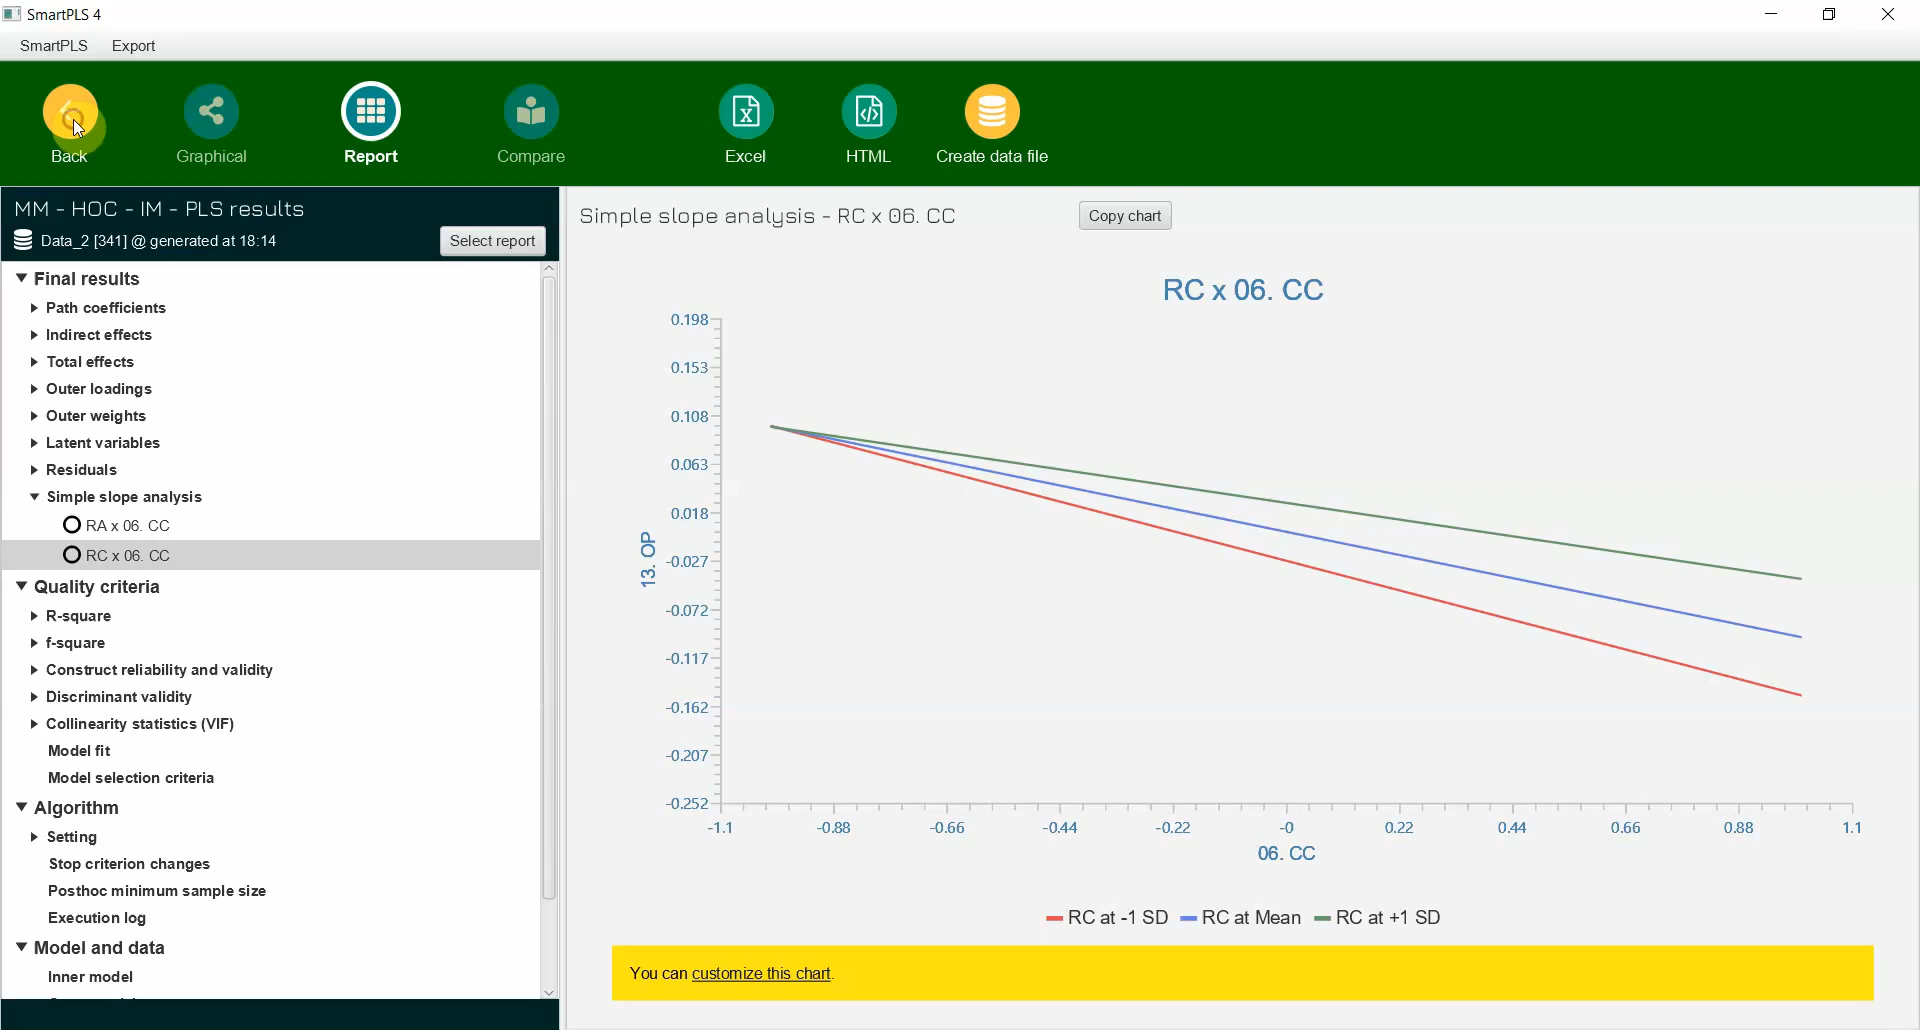 SmartPLS 4
SmartPLS Export
Back Graphical Report Compare Excel HTML Create data file
MM - HOC - IM - PLS results
Data_2 [341] @ generated at 18:14 Select report
Final results
Path coefficients
Indirect effects
Total effects
Outer loadings
Outer weights
Latent variables
Residuals
Simple slope analysis
RA x 06. CC
RC x 06. CC
Quality criteria
R-square
f-square
Construct reliability and validity
Discriminant validity
Collinearity statistics (VIF)
Model fit
Model selection criteria
Algorithm
Setting
Stop criterion changes
Posthoc minimum sample size
Execution log
Model and data
Inner model
Simple slope analysis - RC x 06. CC Copy chart
RC x 06. CC
0.198
0.153
0.108
0.063
0.018
-0.027
-0.072
-0.117
-0.162
-0.207
-0.252
13. OP
-1.1 -0.88 -0.66 -0.44 -0.22 -0 0.22 0.44 0.66 0.88 1.1
06. CC
RC at -1 SD RC at Mean RC at +1 SD
You can customize this chart.